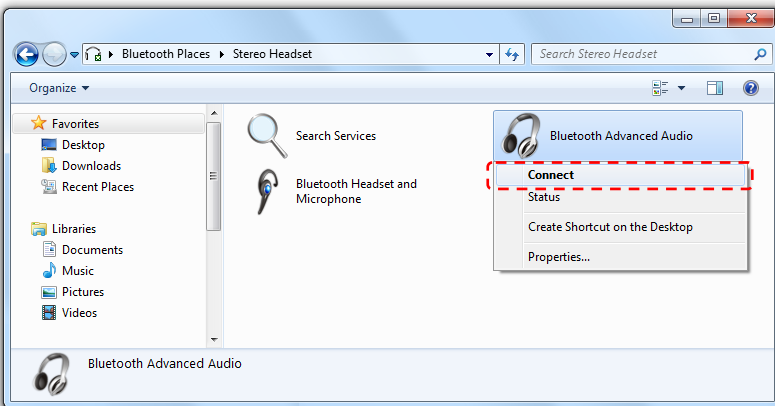 Bluetooth Places
Stereo Headset
Search Stereo Headset
Organize
Favorites
Desktop
Downloads
Recent Places
Libraries
Documents
Music
Pictures
Videos
Search Services
Bluetooth Headset and
Microphone
Bluetooth Advanced Audio
Connect
Status
Create Shortcut on the Desktop
Properties...
Bluetooth Advanced Audio